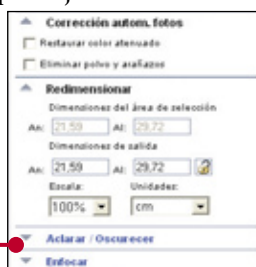 Corrección autom. fotos
Restaurar color atenuado
Eliminar polvo y arañazos
Redimensionar
Dimensiones del área de selección
An: 21,59 Al: 29,72
Dimensiones de salida
An: 21,59 Al: 29,72
Escala: Unidades:
100% cm
Aclarar / Oscurecer
Enfocar